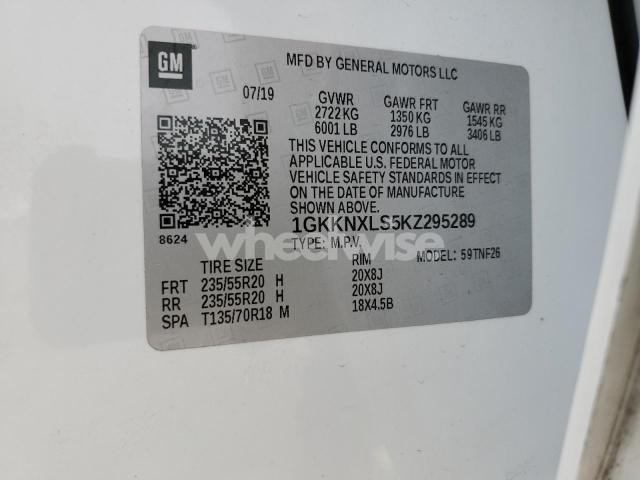 GM
MFD BY GENERAL MOTORS LLC
07/19 GVWR GAWR FRT GAWR RR
2722 KG 1350 KG 1545 KG
6001 LB 2976 LB 3406 LB
THIS VEHICLE CONFORMS TO ALL
APPLICABLE U.S. FEDERAL MOTOR
VEHICLE SAFETY STANDARDS IN EFFECT
ON THE DATE OF MANUFACTURE
SHOWN ABOVE.
8624 1GKKNXLS5KZ295289
wheelwise
TYPE: M.P.V. MODEL: 59TNF26
TIRE SIZE RIM
FRT 235/55R20 H 20X8J
RR 235/55R20 H 20X8J
SPA T135/70R18 M 18X4.5B